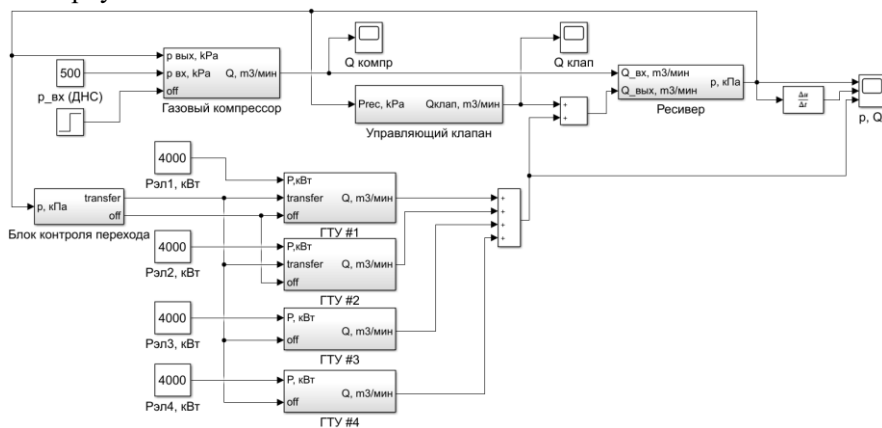 p вых, kPa
p вх, kPa
off
Q, m3/мин
Газовый компрессор
500
p_вх (ДНС)
Q компр
Q клап
Prec, kPa
Qклап, m3/мин
Управляющий клапан
+
+
Q_вх, m3/мин
Q_вых, m3/мин
p, кПа
Ресивер
Δu
Δt
p, Q
4000
Рэл1, кВт
P,кВт
transfer
off
Q, m3/мин
ГТУ #1
p, кПа
transfer
off
Блок контроля перехода
+
+
+
+
4000
Рэл2, кВт
P,кВт
transfer
off
Q, m3/мин
ГТУ #2
4000
Рэл3, кВт
P, кВт
off
Q, m3/мин
ГТУ #3
4000
Рэл4, кВт
P, кВт
off
Q, m3/мин
ГТУ #4